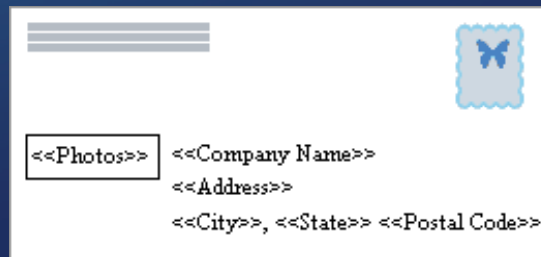 <<Photos>> <<Company Name>>
<<Address>>
<<City>>, <<State>> <<Postal Code>>